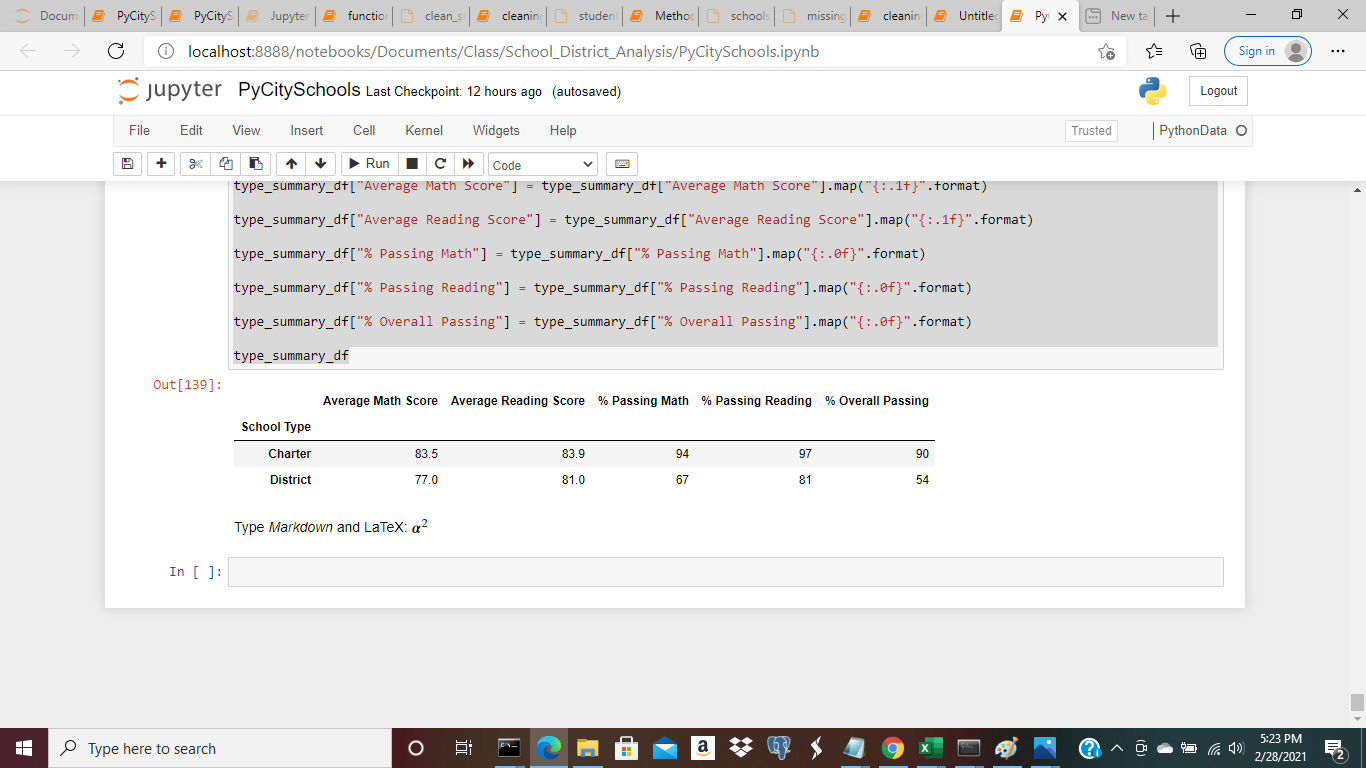 Docum PyCityS PyCityS Jupyter function clean_s cleaning student Method schools missing cleanin Untitled PyC New ta
localhost:8888/notebooks/Documents/Class/School_District_Analysis/PyCitySchools.ipynb Sign in
jupyter PyCitySchools Last Checkpoint: 12 hours ago (autosaved) Logout
File Edit View Insert Cell Kernel Widgets Help Trusted PythonData
Run Code
type_summary_df["Average Math Score"] = type_summary_df["Average Math Score"].map("{:.1f}".format)
type_summary_df["Average Reading Score"] = type_summary_df["Average Reading Score"].map("{:.1f}".format)
type_summary_df["% Passing Math"] = type_summary_df["% Passing Math"].map("{:.0f}".format)
type_summary_df["% Passing Reading"] = type_summary_df["% Passing Reading"].map("{:.0f}".format)
type_summary_df["% Overall Passing"] = type_summary_df["% Overall Passing"].map("{:.0f}".format)
type_summary_df
Out[139]:
Average Math Score Average Reading Score % Passing Math % Passing Reading % Overall Passing
School Type
Charter 83.5 83.9 94 97 90
District 77.0 81.0 67 81 54
Type Markdown and LaTeX: α²
In [ ]:
Type here to search
5:23 PM
2/28/2021
2